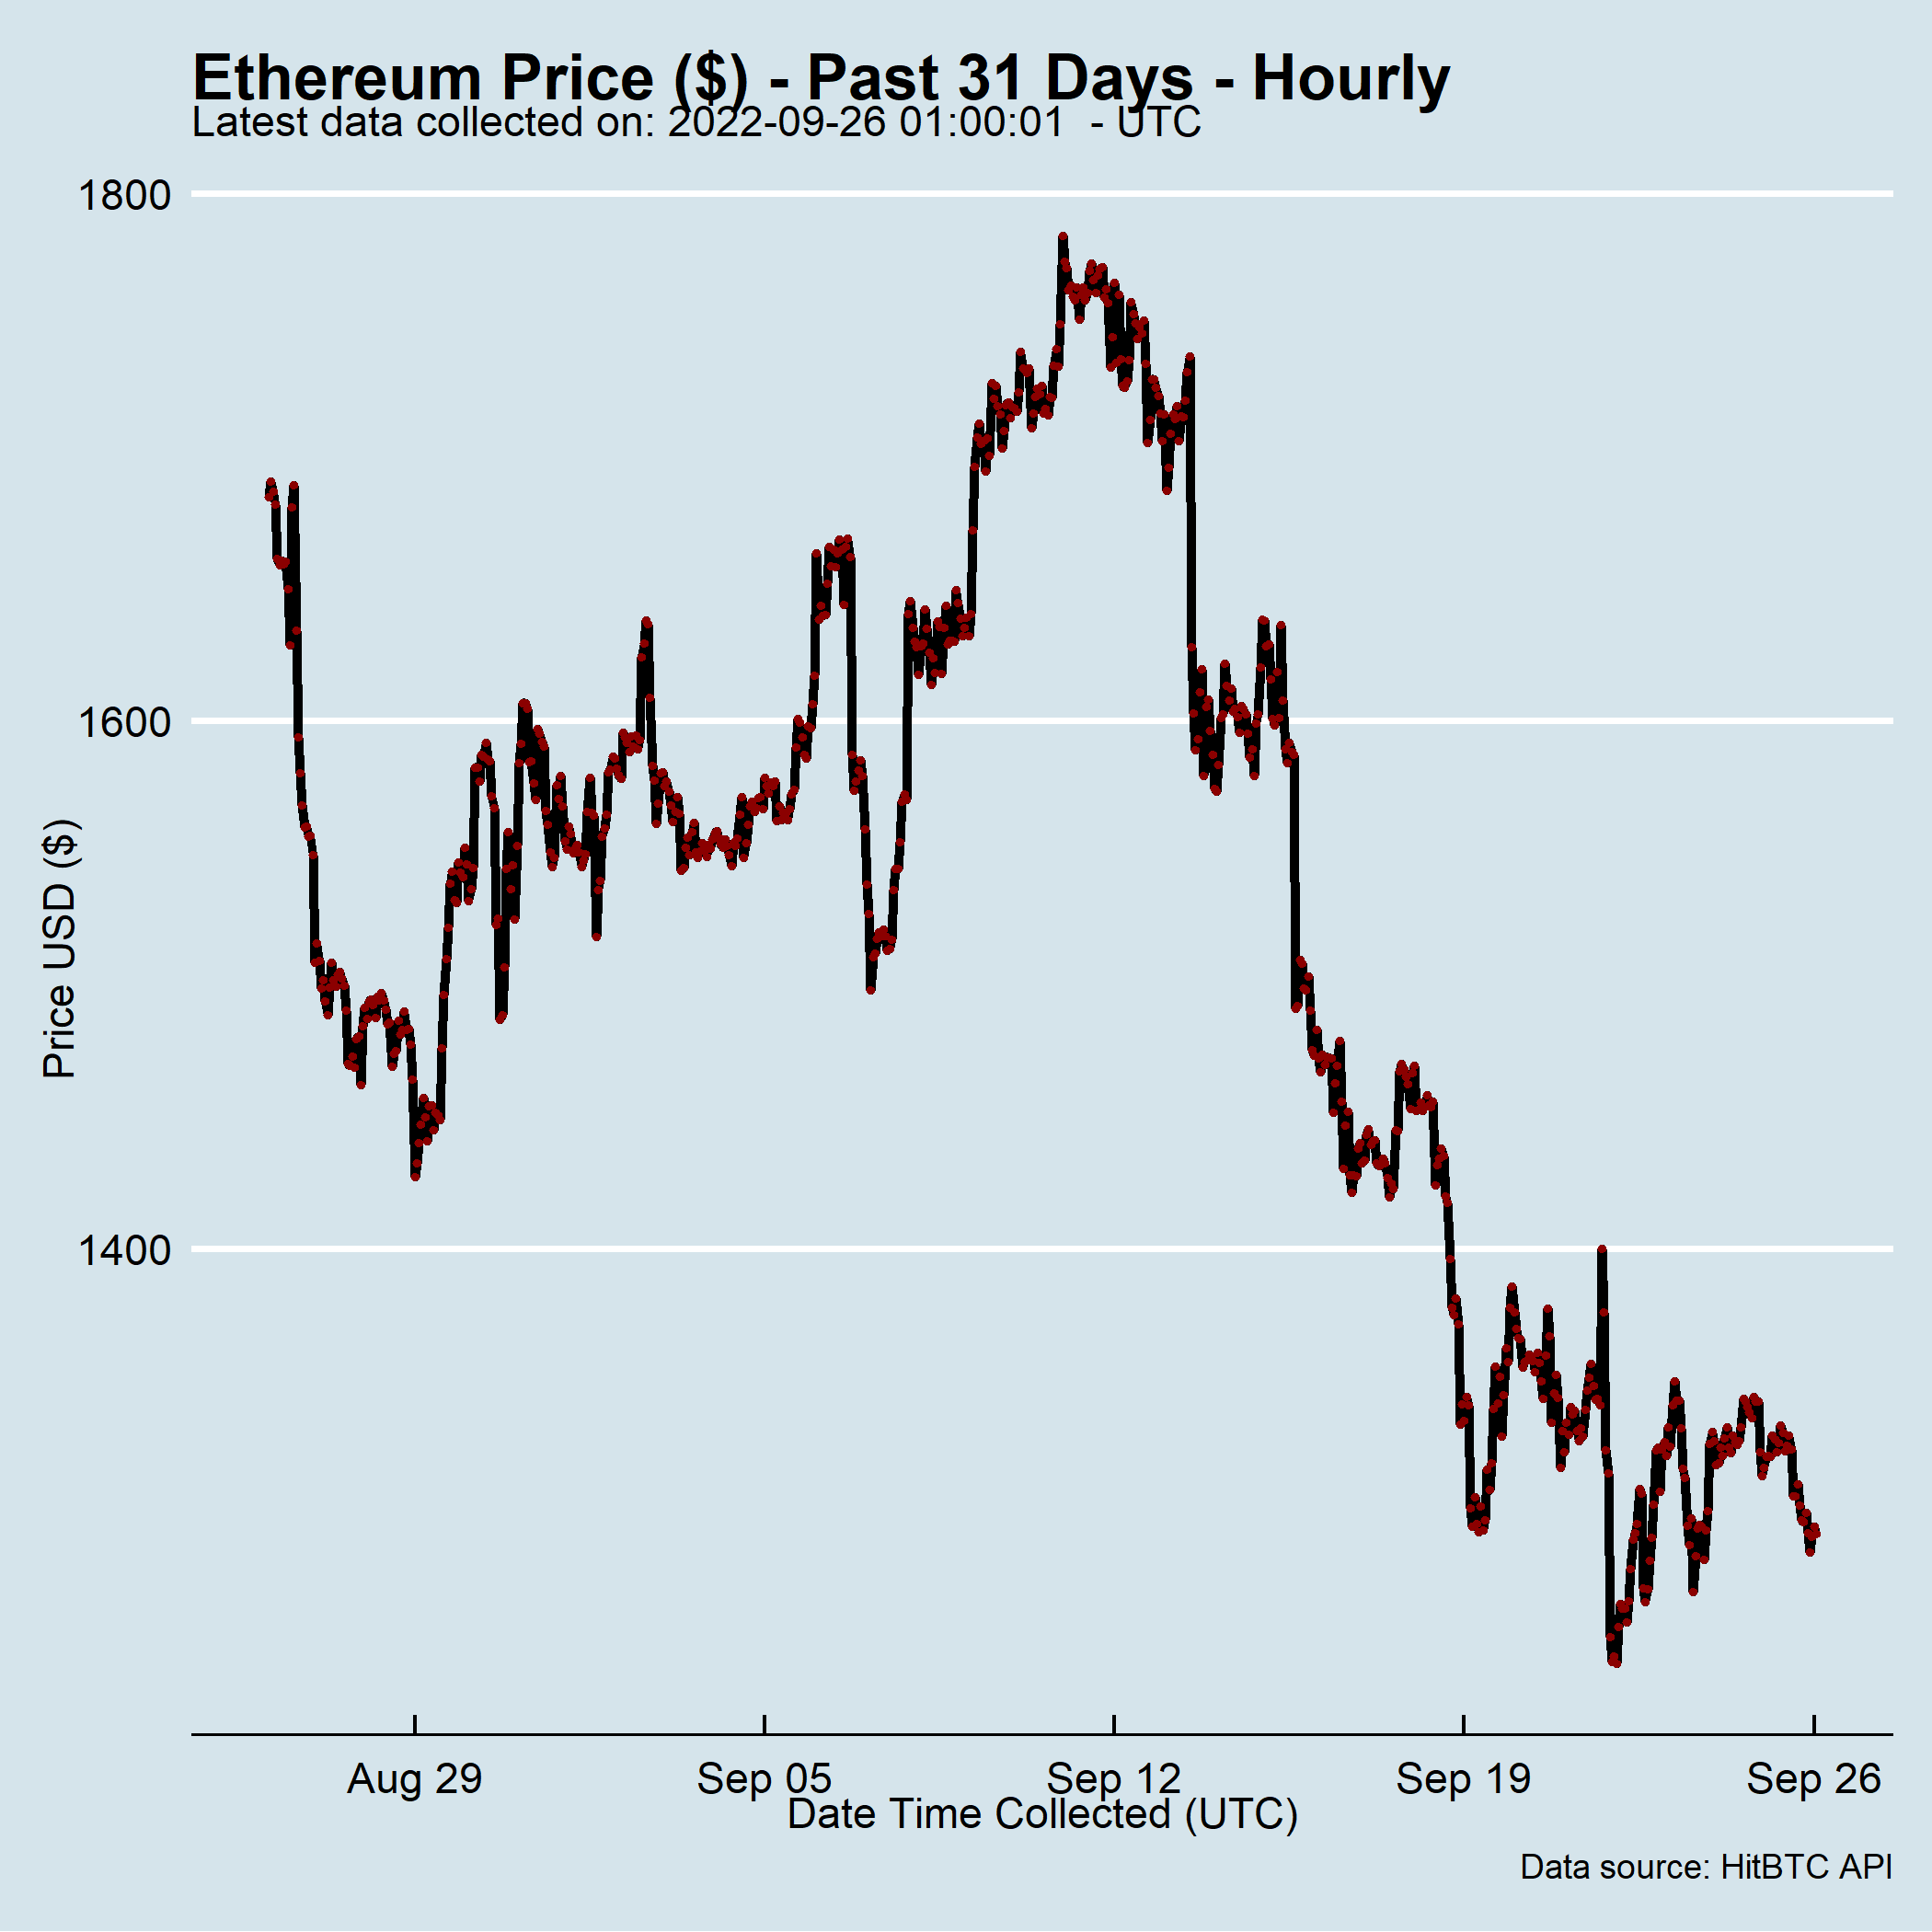 Ethereum Price ($) - Past 31 Days - Hourly
Latest data collected on: 2022-09-26 01:00:01  - UTC
1800
1600
1400
Price USD ($)
Aug 29 Sep 05 Sep 12 Sep 19 Sep 26
Date Time Collected (UTC)
Data source: HitBTC API